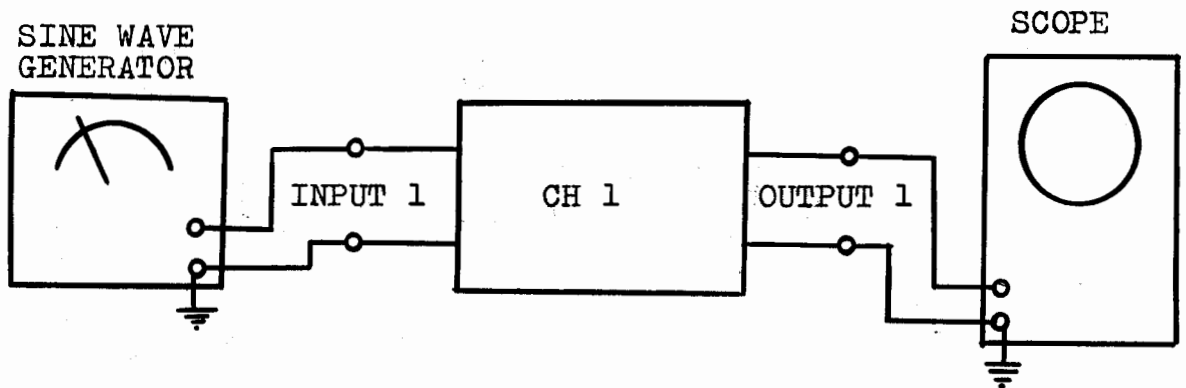 SINE WAVE
GENERATOR
SCOPE
INPUT 1
CH 1
OUTPUT 1